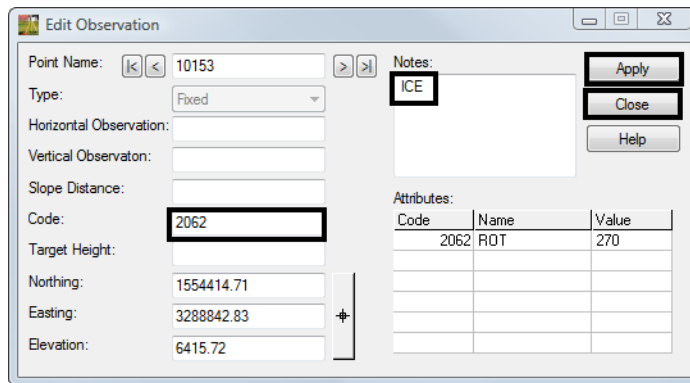 Edit Observation
Point Name: 10153
Type: Fixed
Horizontal Observation:
Vertical Observaton:
Slope Distance:
Code: 2062
Target Height:
Northing: 1554414.71
Easting: 3288842.83
Elevation: 6415.72
Notes:
ICE
Apply
Close
Help
Attributes:
Code Name Value
2062 ROT 270